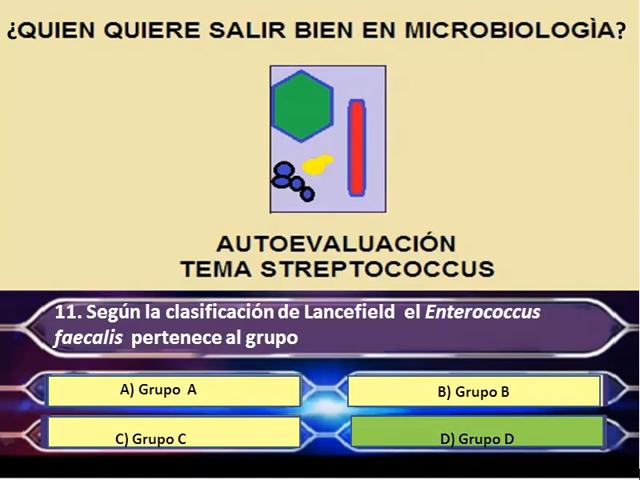 ¿QUIEN QUIERE SALIR BIEN EN MICROBIOLOGÌA?
AUTOEVALUACIÓN
TEMA STREPTOCOCCUS
11. Según la clasificación de Lancefield el Enterococcus
faecalis pertenece al grupo
A) Grupo A
B) Grupo B
C) Grupo C
D) Grupo D